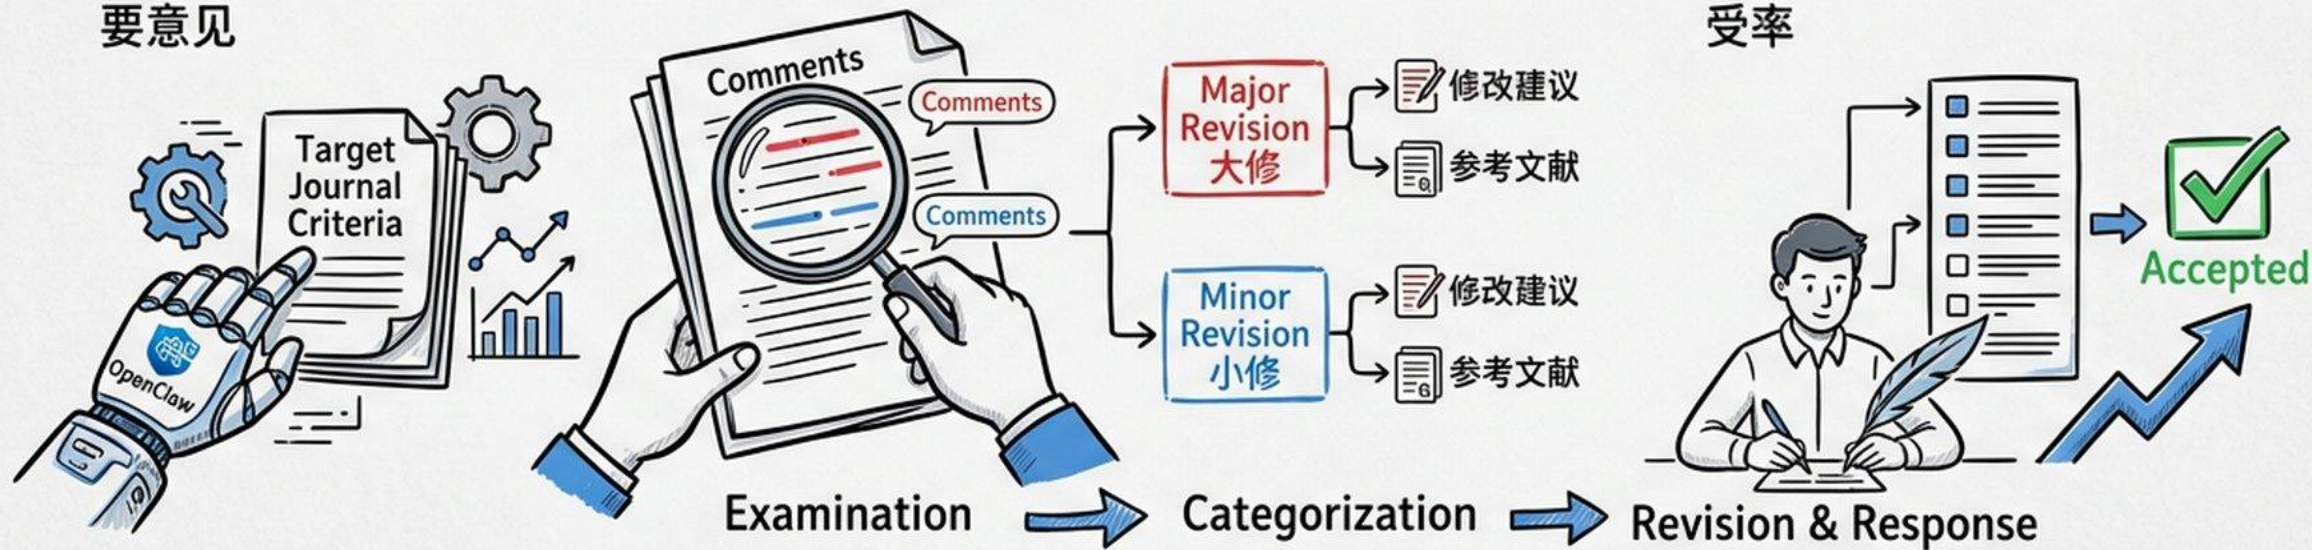 要意见
受率
Target
Journal
Criteria
OpenClaw
Comments
Comments
Comments
Major
Revision
大修
修改建议
参考文献
Minor
Revision
小修
修改建议
参考文献
Accepted
Examination
Categorization
Revision & Response